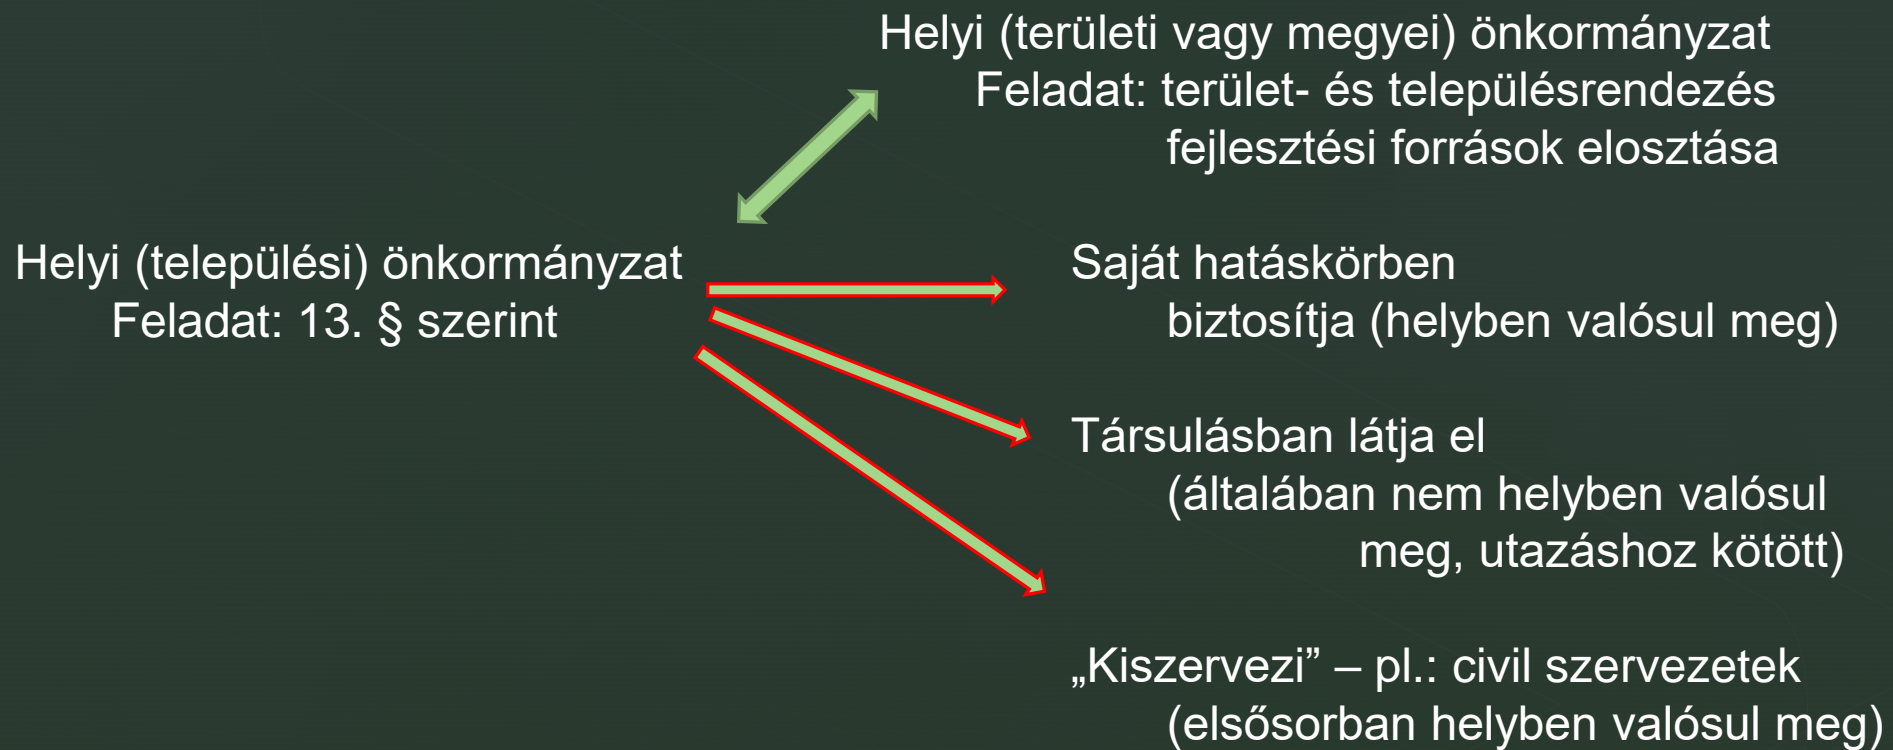 Helyi (területi vagy megyei) önkormányzat
Feladat: terület- és településrendezés
fejlesztési források elosztása
Helyi (települési) önkormányzat
Feladat: 13. § szerint
Saját hatáskörben
biztosítja (helyben valósul meg)
Társulásban látja el
(általában nem helyben valósul
meg, utazáshoz kötött)
„Kiszervezi” – pl.: civil szervezetek
(elsősorban helyben valósul meg)